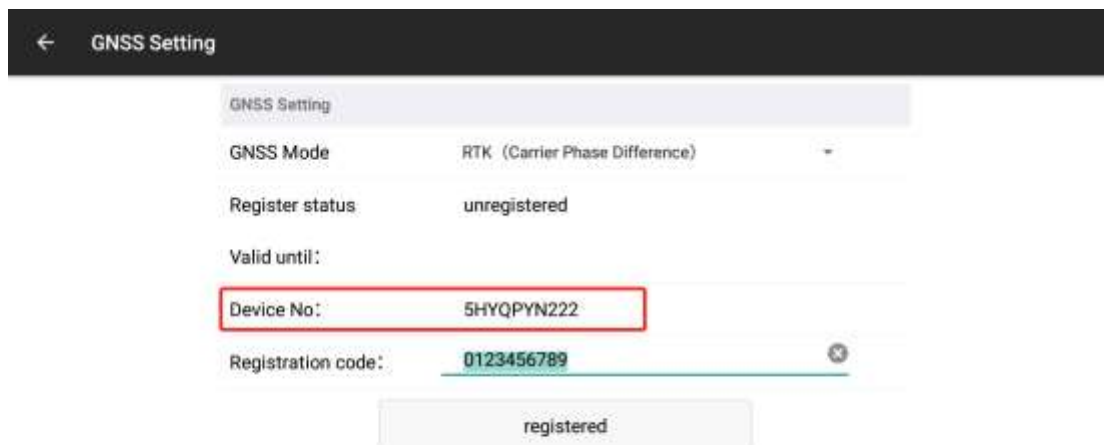 GNSS Setting
GNSS Setting
GNSS Mode RTK（Carrier Phase Difference）
Register status unregistered
Valid until：
Device No： 5HYQPYN222
Registration code： 0123456789
registered